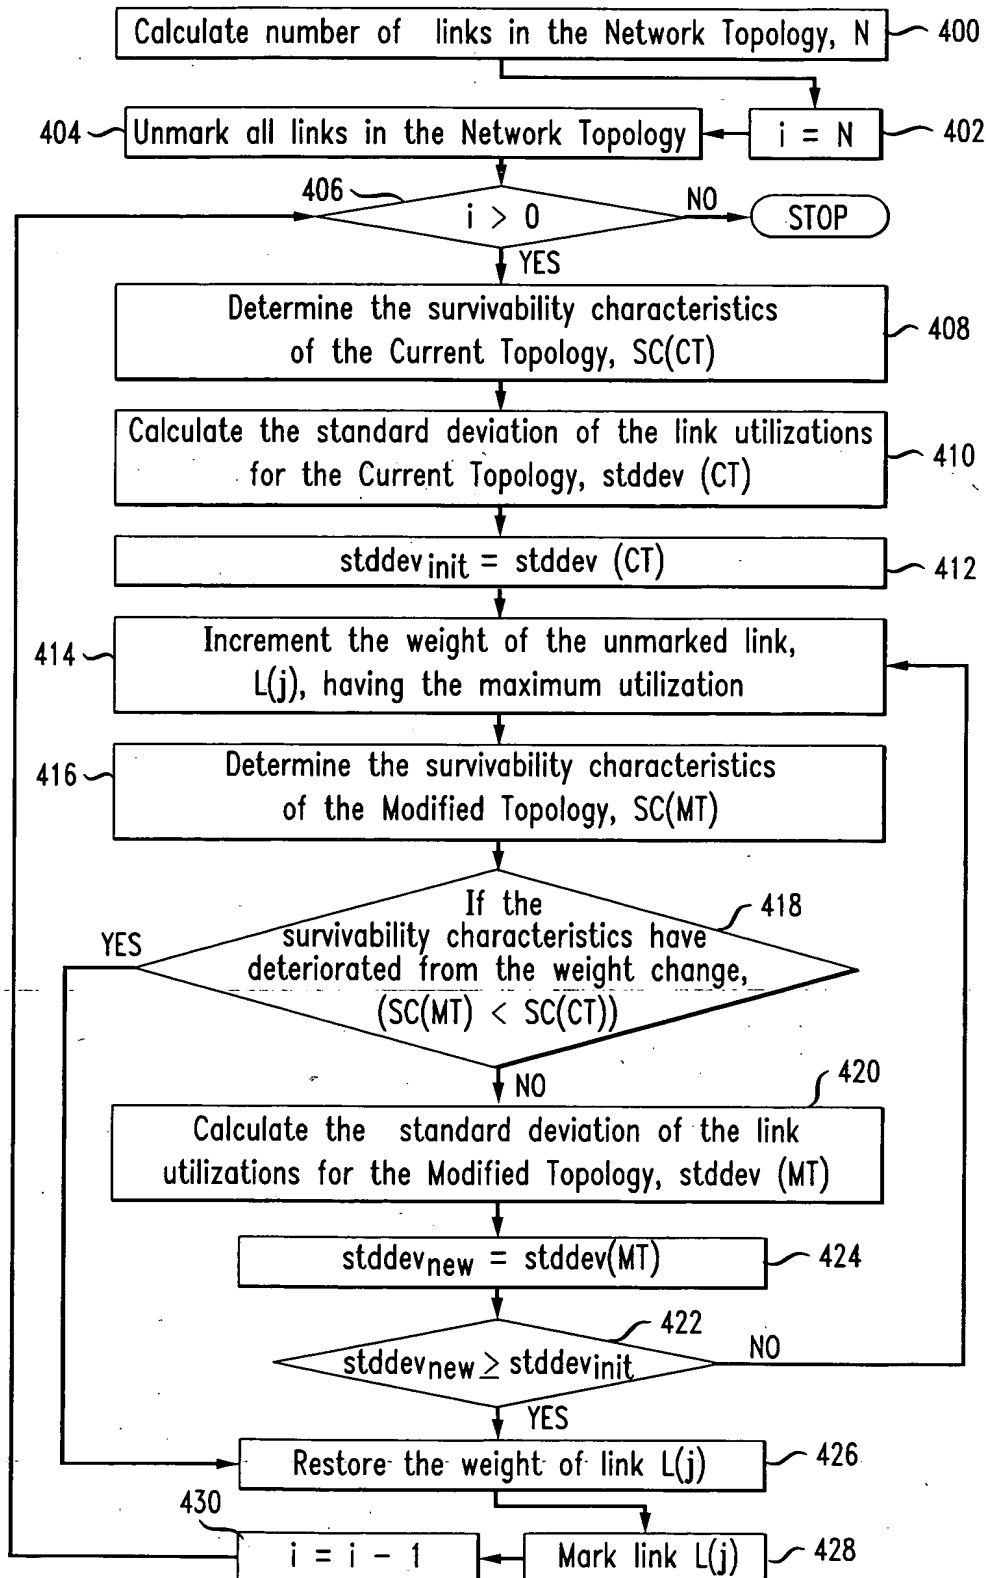 Calculate number of links in the Network Topology, N
400
404
Unmark all links in the Network Topology
i = N
402
406
i > 0
NO
STOP
YES
Determine the survivability characteristics
of the Current Topology, SC(CT)
408
Calculate the standard deviation of the link utilizations
for the Current Topology, stddev (CT)
410
stddev init = stddev (CT)
412
414
Increment the weight of the unmarked link,
L(j), having the maximum utilization
416
Determine the survivability characteristics
of the Modified Topology, SC(MT)
418
YES
If the
survivability characteristics have
deteriorated from the weight change,
(SC(MT) < SC(CT))
NO
420
Calculate the standard deviation of the link
utilizations for the Modified Topology, stddev (MT)
stddevnew = stddev(MT)
424
422
stddevnew ≥ stddevinit
NO
YES
Restore the weight of link L(j)
426
430
i = i - 1
Mark link L(j)
428